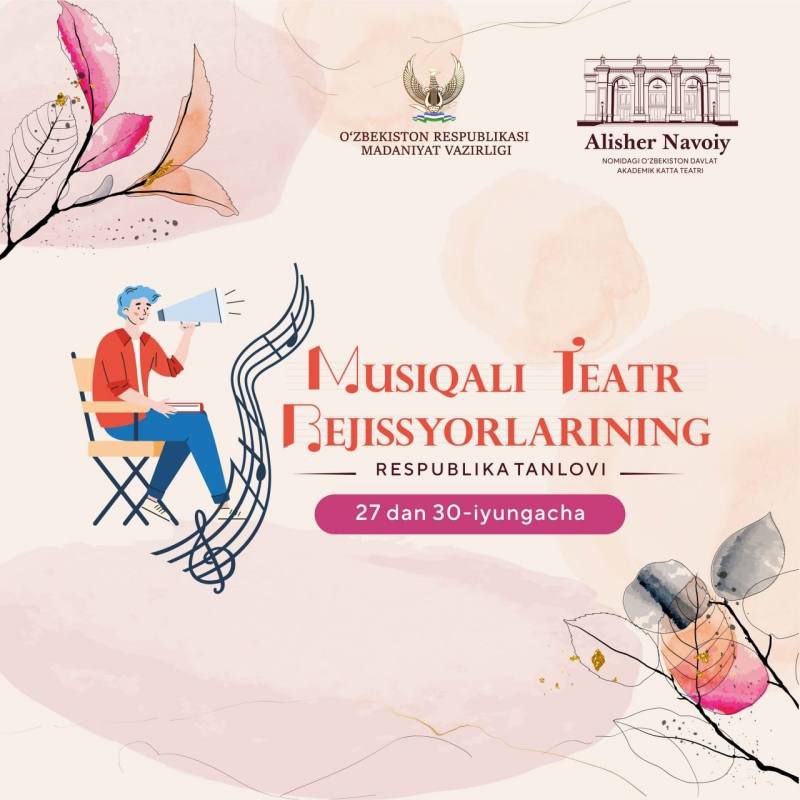 O‘ZBEKISTON RESPUBLIKASI
MADANIYAT VAZIRLIGI
Alisher Navoiy
NOMIDAGI O‘ZBEKISTON DAVLAT
AKADEMIK KATTA TEATRI
MUSIQALI TEATR
REJISSYORLARINING
RESPUBLIKA TANLOVI
27 dan 30-iyungacha